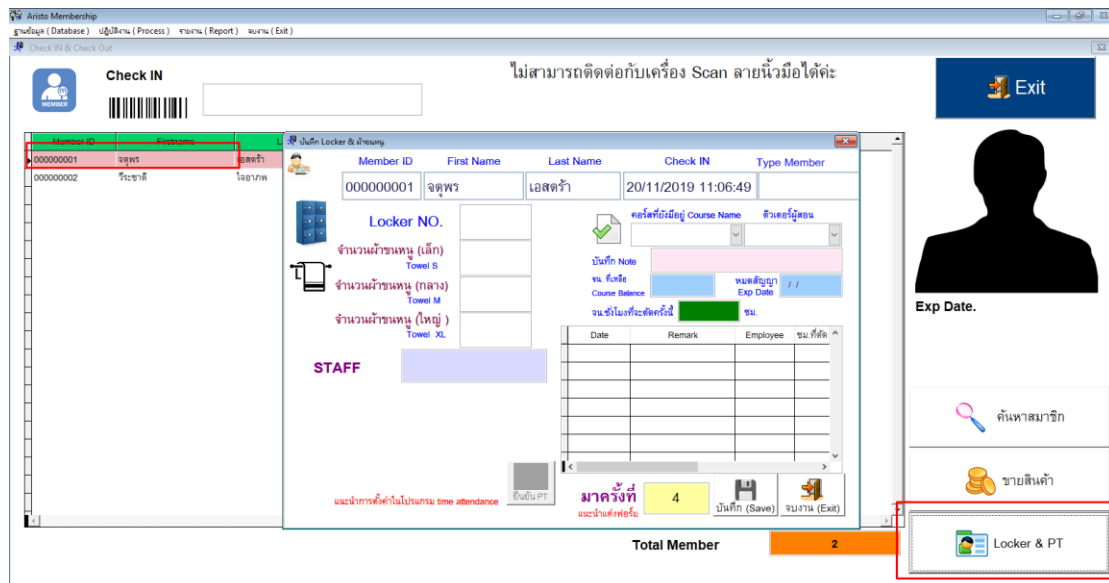 Aristo Membership
ฐานข้อมูล ( Database ) ปฏิบัติงาน ( Process ) รายงาน ( Report ) จบงาน ( Exit )
Check IN & Check Out
Check IN
ไม่สามารถติดต่อกับเครื่อง Scan ลายนิ้วมือได้ค่ะ
Exit
MEMBER
Member ID Firstname L
000000001 จตุพร เอสตร้า
000000002 วีระชาติ ใจอาภพ
บันทึก Locker & ผ้าขนหนู
Member ID First Name Last Name Check IN Type Member
000000001 จตุพร เอสตร้า 20/11/2019 11:06:49
Locker NO.
จำนวนผ้าขนหนู (เล็ก)
Towel S
จำนวนผ้าขนหนู (กลาง)
Towel M
จำนวนผ้าขนหนู (ใหญ่ )
Towel XL
STAFF
คอร์สที่ยังมีอยู่ Course Name ติวเตอร์ผู้สอน
บันทึก Note
จน. ที่เหลือ
Course Balance
หมดสัญญา
Exp Date
/ /
จน.ชั่วโมงที่จะตัดครั้งนี้ ชม.
Date Remark Employee ชม.ที่ตัด
แนะนำการตั้งค่าในโปรแกรม time attendance
ยืนยัน PT
มาครั้งที่ 4
แนะนำแต่งฟอร์ม
บันทึก (Save) จบงาน (Exit)
Exp Date.
ค้นหาสมาชิก
ขายสินค้า
Locker & PT
Total Member 2